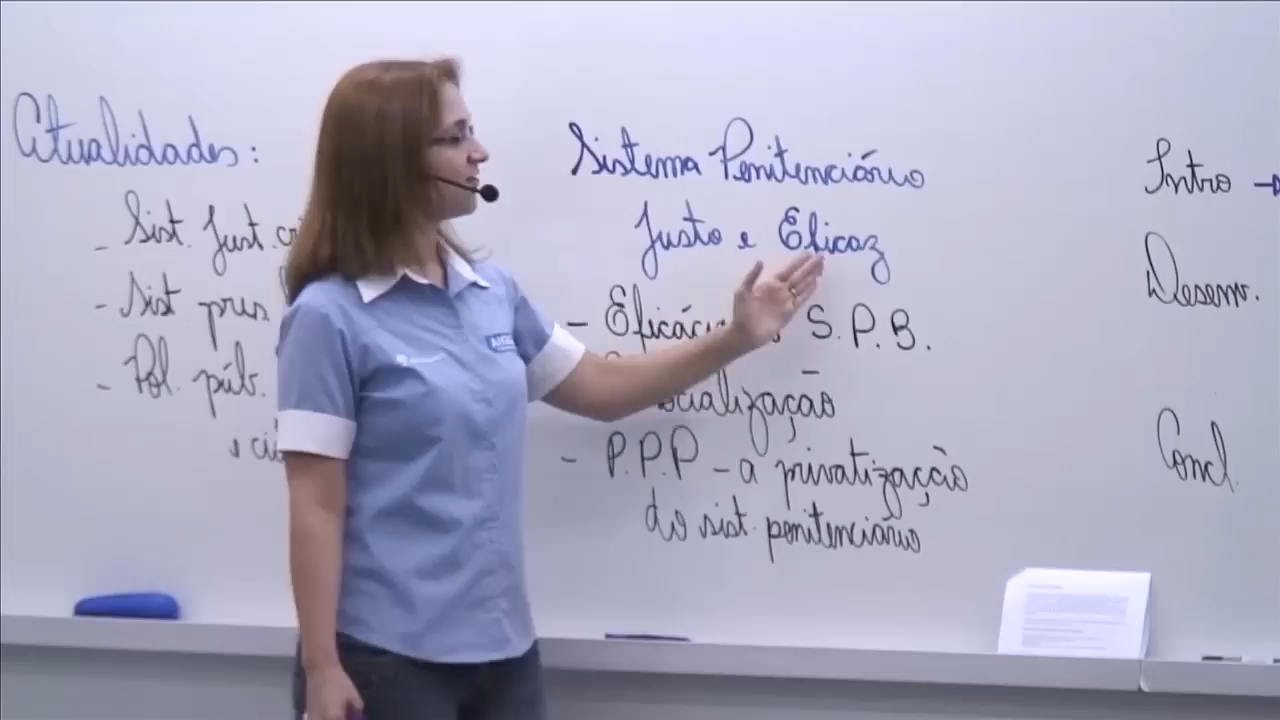 Atualidades:
- Sist. Just.
- Sist pris
- Pol. púb.
e
Sistema Penitenciário
Justo e Eficaz
- S.P.B.
- P.P.P - a privatização
do sist. penitenciário
Intro →
Desenv.
Concl.